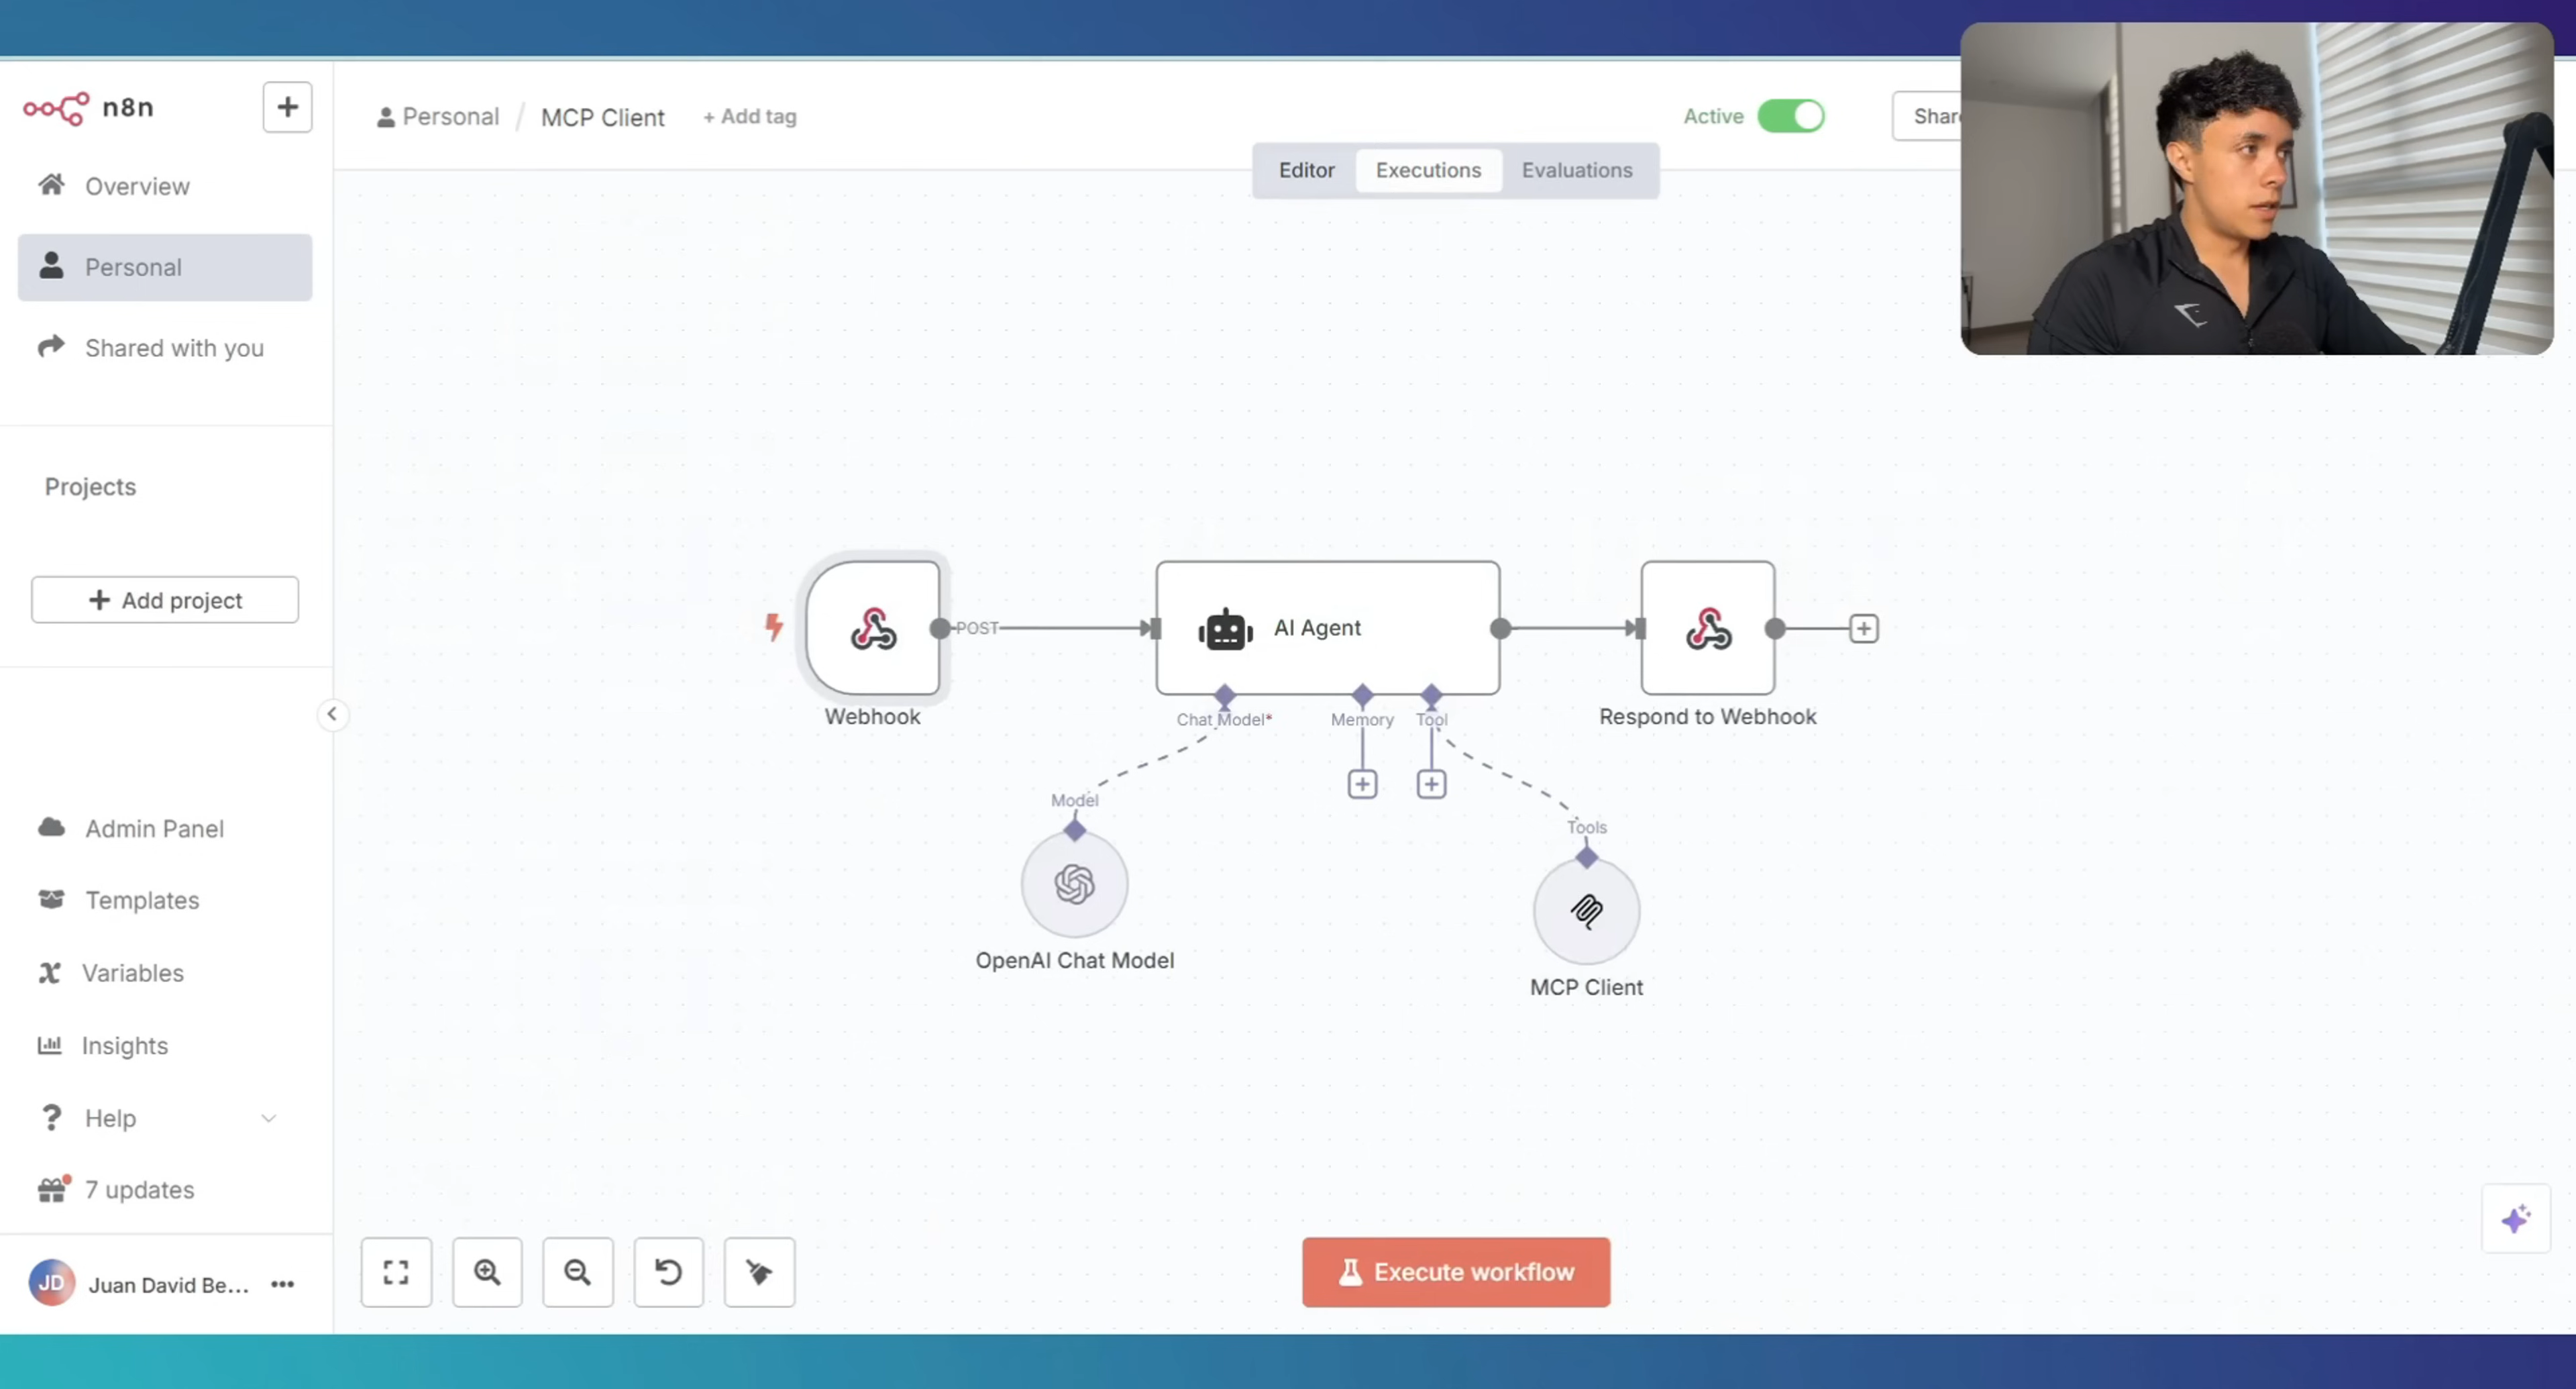 n8n
Personal / MCP Client + Add tag
Active
Editor Executions Evaluations
Overview
Personal
Shared with you
Projects
+ Add project
Admin Panel
Templates
Variables
Insights
Help
7 updates
JD Juan David Be... •••
POST
AI Agent
Webhook
Chat Model*
Memory
Tool
Respond to Webhook
Model
Tools
OpenAI Chat Model
MCP Client
Execute workflow